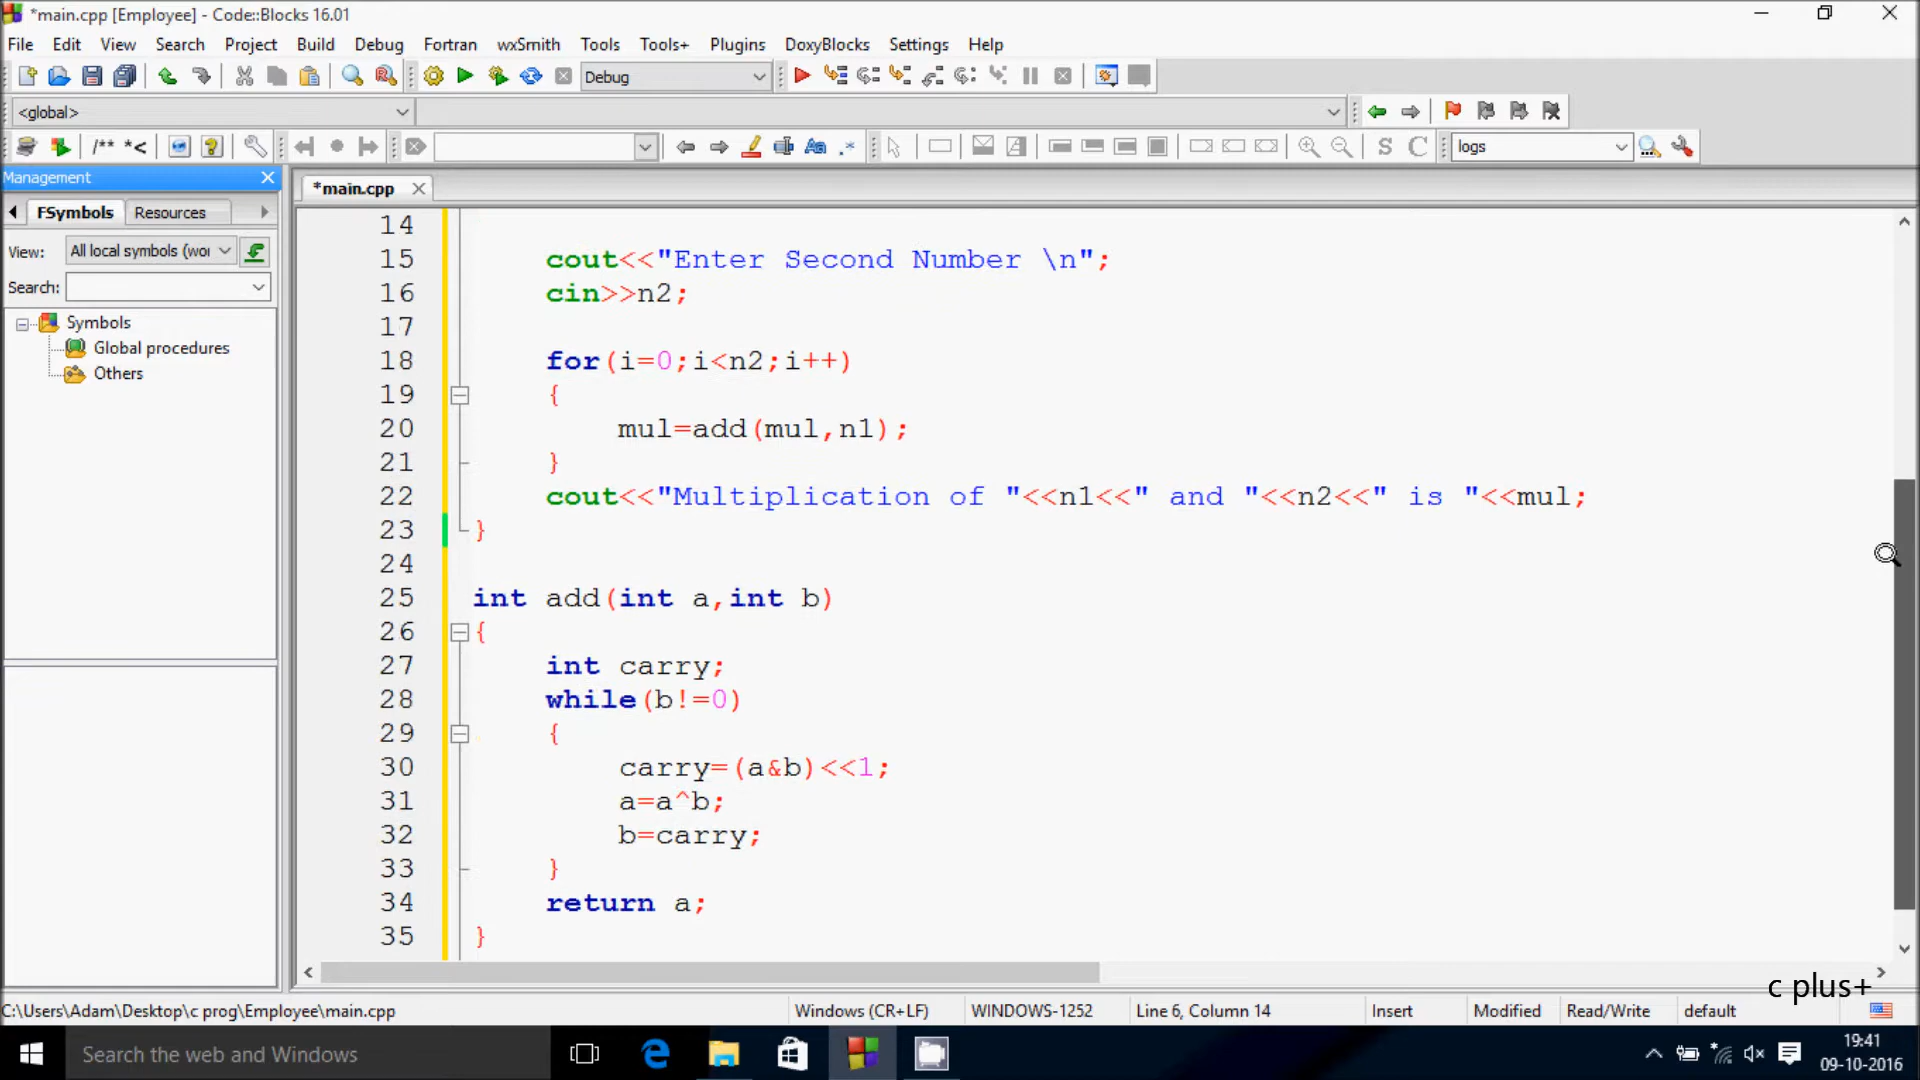 *main.cpp [Employee] - Code::Blocks 16.01
File Edit View Search Project Build Debug Fortran wxSmith Tools Tools+ Plugins DoxyBlocks Settings Help
Debug
<global>
/** *< logs
Management
*main.cpp
FSymbols Resources
View: All local symbols (wor
Search:
Symbols
Global procedures
Others
14
15 cout<<"Enter Second Number \n";
16 cin>>n2;
17
18 for(i=0;i<n2;i++)
19 {
20 mul=add(mul,n1);
21 }
22 cout<<"Multiplication of "<<n1<<" and "<<n2<<" is "<<mul;
23 }
24
25 int add(int a,int b)
26 {
27 int carry;
28 while(b!=0)
29 {
30 carry=(a&b)<<1;
31 a=a^b;
32 b=carry;
33 }
34 return a;
35 }
c plus+
C:\Users\Adam\Desktop\c prog\Employee\main.cpp Windows (CR+LF) WINDOWS-1252 Line 6, Column 14 Insert Modified Read/Write default
Search the web and Windows
19:41
09-10-2016